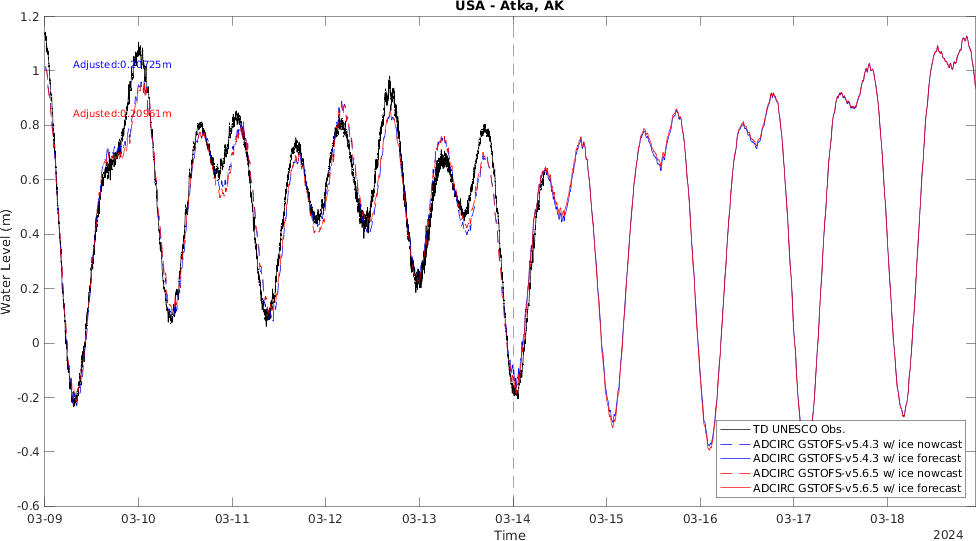 USA - Atka, AK
1.2
1
0.8
0.6
0.4
0.2
0
-0.2
-0.4
-0.6
Water Level (m)
Adjusted:0.20725m
Adjusted:0.20961m
TD UNESCO Obs.
ADCIRC GSTOFS-v5.4.3 w/ ice nowcast
ADCIRC GSTOFS-v5.4.3 w/ ice forecast
ADCIRC GSTOFS-v5.6.5 w/ ice nowcast
ADCIRC GSTOFS-v5.6.5 w/ ice forecast
03-09 03-10 03-11 03-12 03-13 03-14 03-15 03-16 03-17 03-18
Time
2024